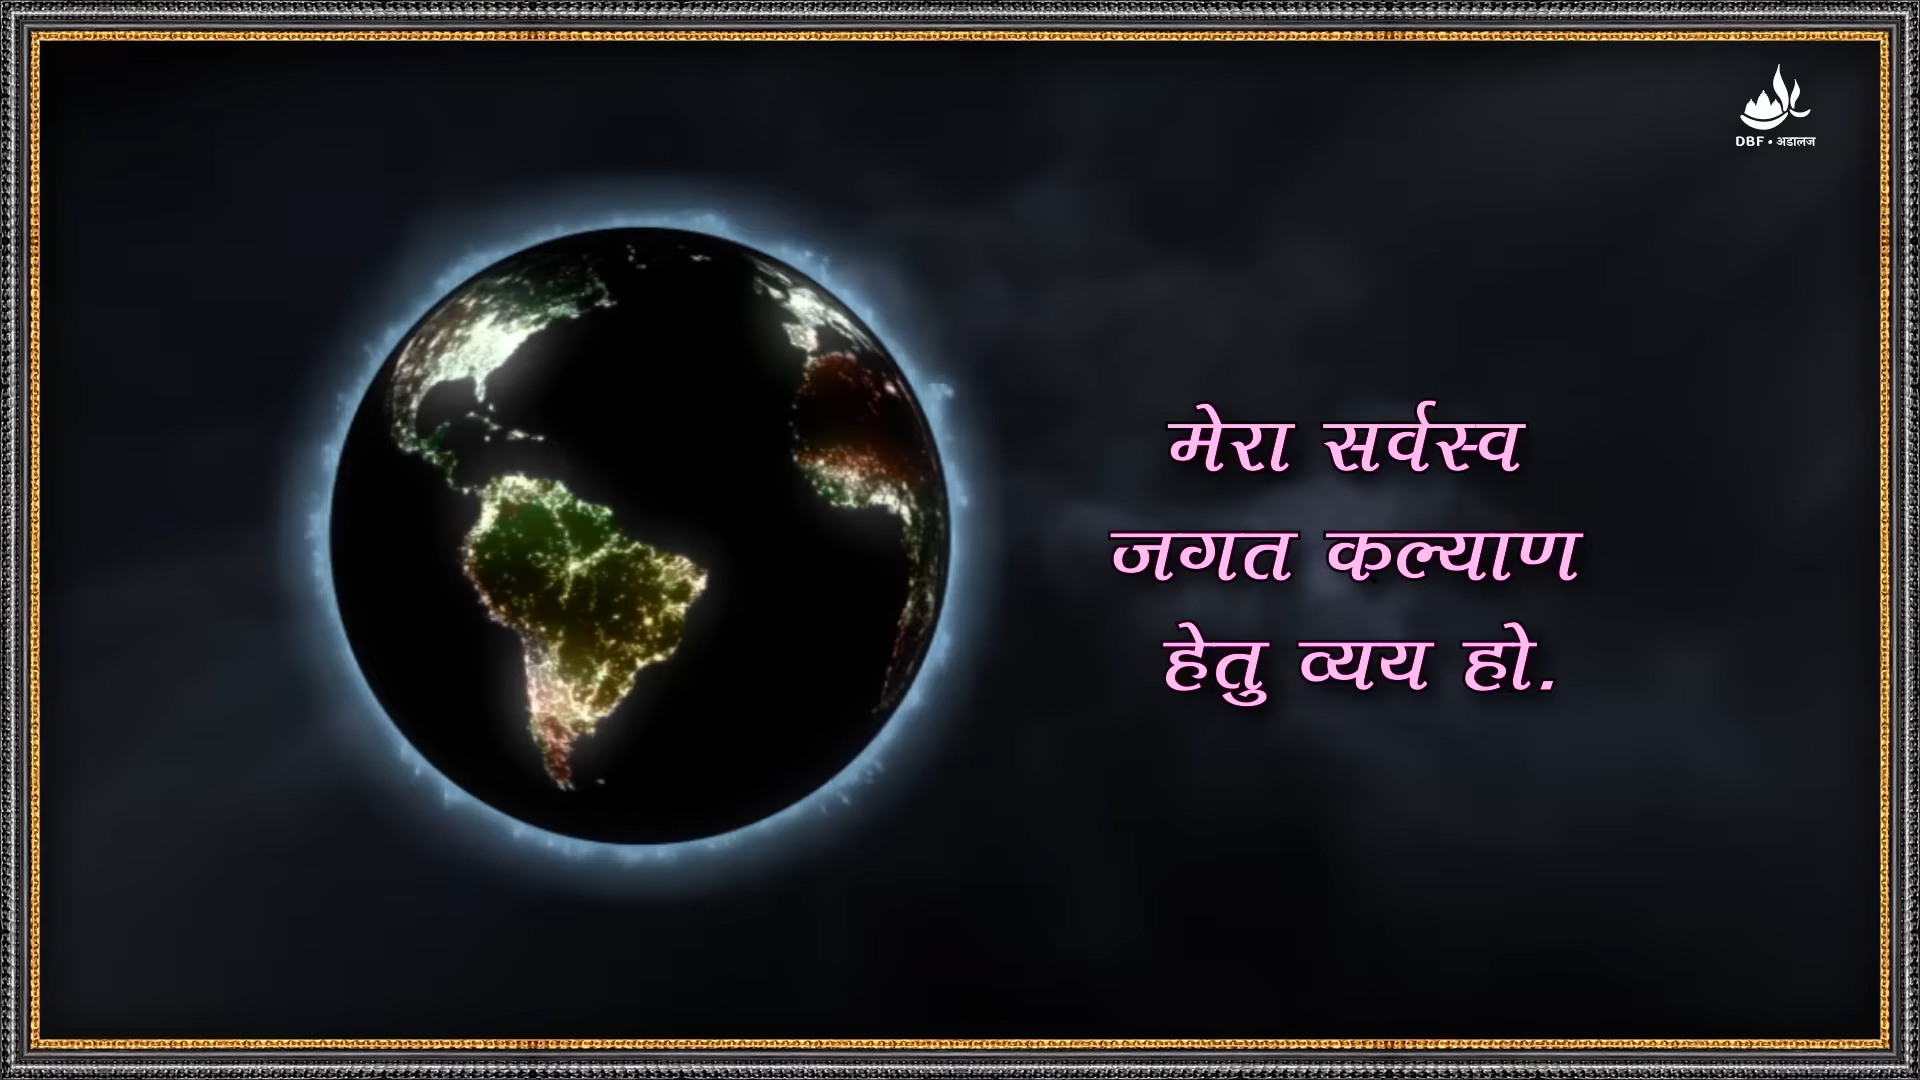 DBF • अडालज
मेरा सर्वस्व
जगत कल्याण
हेतु व्यय हो.